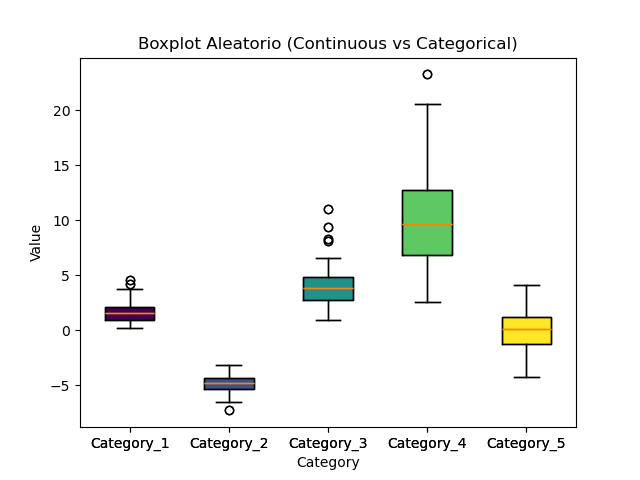 Boxplot Aleatorio (Continuous vs Categorical)
Value
20
15
10
5
0
−5
Category_1 Category_2 Category_3 Category_4 Category_5
Category